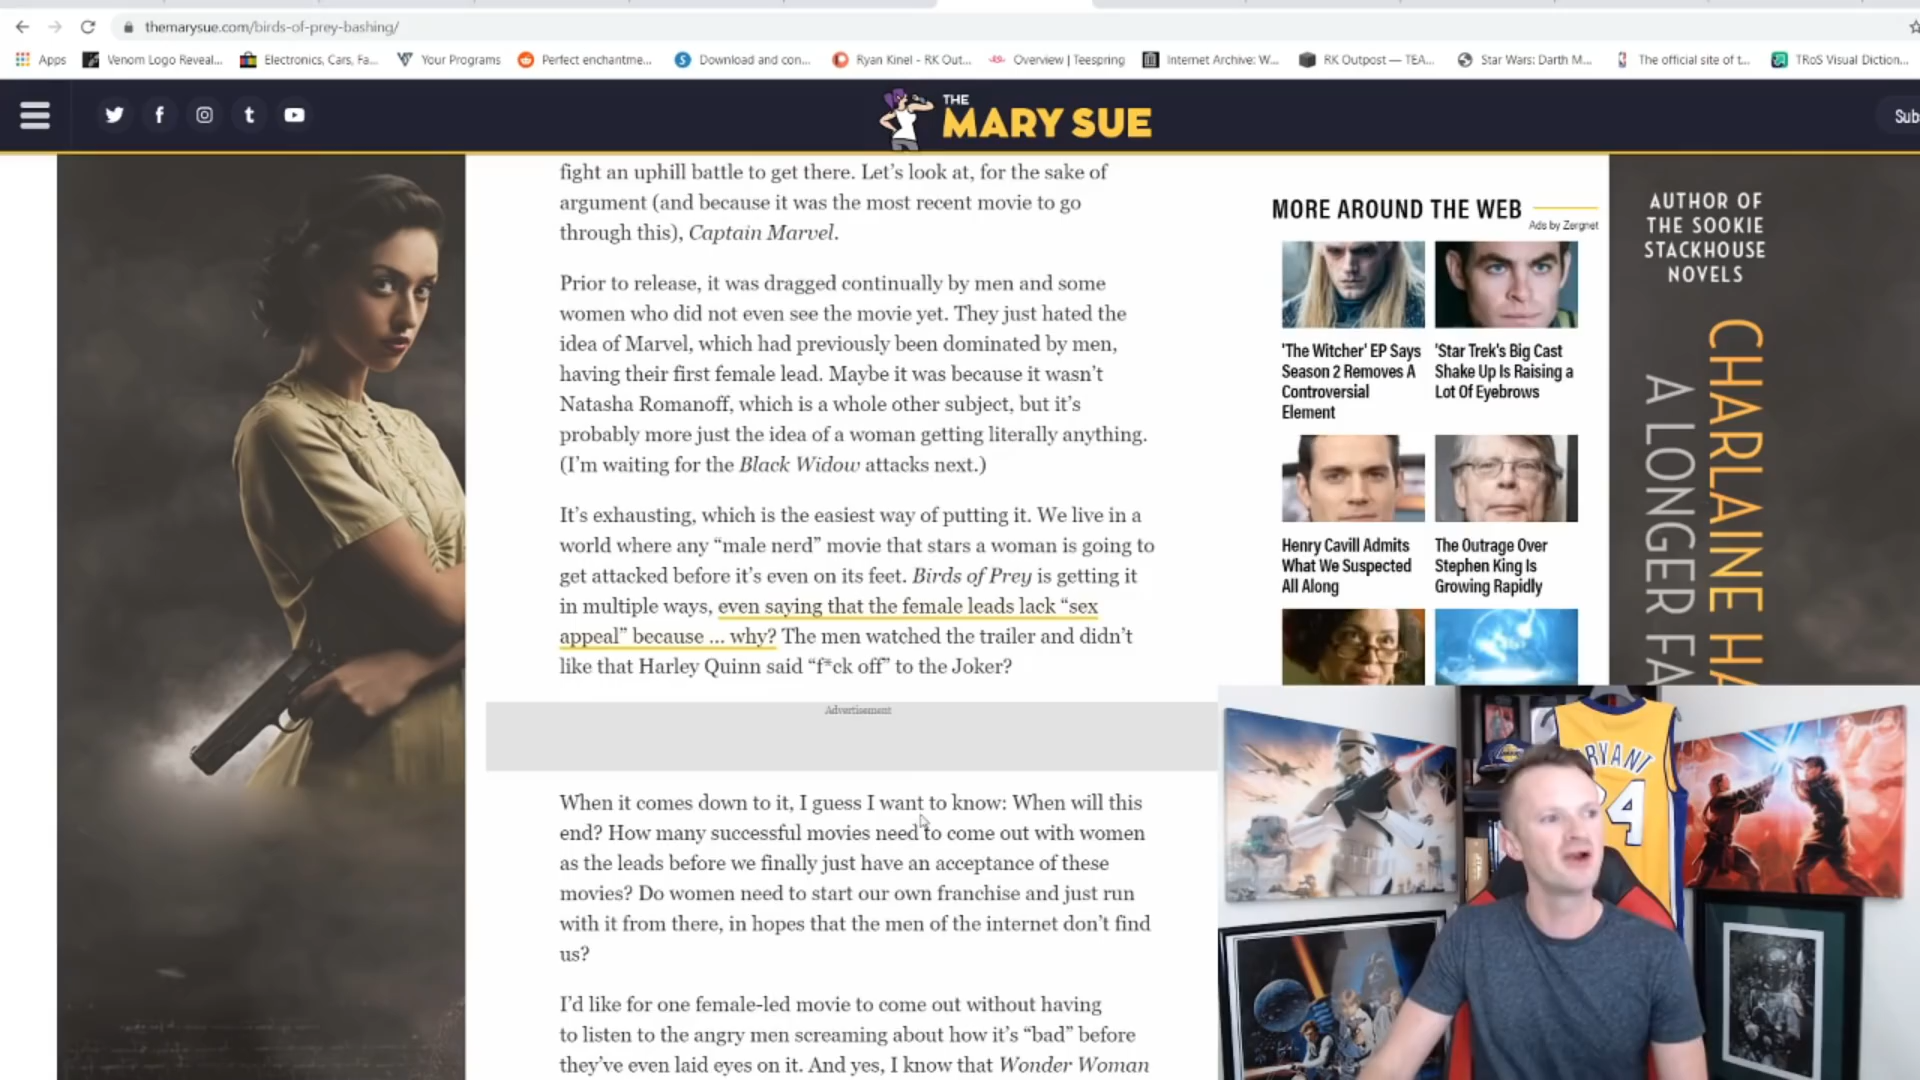 themarysue.com/birds-of-prey-bashing/
Apps
Venom Logo Reveal...
Electronics, Cars, Fa...
Your Programs
Perfect enchantme...
Download and con...
Ryan Kinel - RK Out...
Overview | Teespring
Internet Archive: W...
RK Outpost — TEA...
Star Wars: Darth M...
The official site of t...
TRoS Visual Diction...
THE
MARY SUE
Sub
fight an uphill battle to get there. Let’s look at, for the sake of
argument (and because it was the most recent movie to go
through this), Captain Marvel.
Prior to release, it was dragged continually by men and some
women who did not even see the movie yet. They just hated the
idea of Marvel, which had previously been dominated by men,
having their first female lead. Maybe it was because it wasn’t
Natasha Romanoff, which is a whole other subject, but it’s
probably more just the idea of a woman getting literally anything.
(I’m waiting for the Black Widow attacks next.)
It’s exhausting, which is the easiest way of putting it. We live in a
world where any “male nerd” movie that stars a woman is going to
get attacked before it’s even on its feet. Birds of Prey is getting it
in multiple ways, even saying that the female leads lack “sex
appeal” because ... why? The men watched the trailer and didn’t
like that Harley Quinn said “f*ck off” to the Joker?
Advertisement
When it comes down to it, I guess I want to know: When will this
end? How many successful movies need to come out with women
as the leads before we finally just have an acceptance of these
movies? Do women need to start our own franchise and just run
with it from there, in hopes that the men of the internet don’t find
us?
I’d like for one female-led movie to come out without having
to listen to the angry men screaming about how it’s “bad” before
they’ve even laid eyes on it. And yes, I know that Wonder Woman
MORE AROUND THE WEB
Ads by Zergnet
'The Witcher' EP Says
Season 2 Removes A
Controversial
Element
'Star Trek's Big Cast
Shake Up Is Raising a
Lot Of Eyebrows
Henry Cavill Admits
What We Suspected
All Along
The Outrage Over
Stephen King Is
Growing Rapidly
AUTHOR OF
THE SOOKIE
STACKHOUSE
NOVELS
CHARLAINE HA
A LONGER FA
RYANT
24